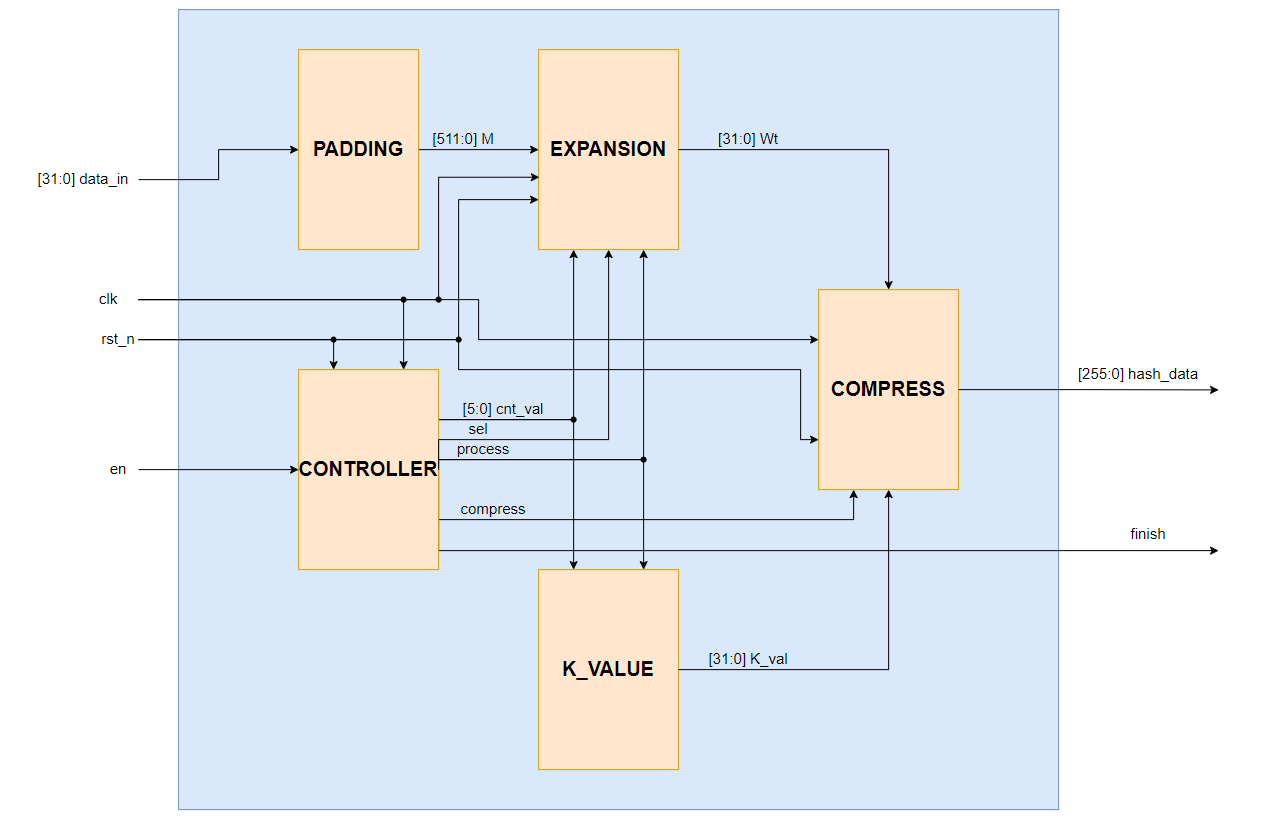 PADDING
[511:0] M
EXPANSION
[31:0] Wt
[31:0] data_in
clk
rst_n
[255:0] hash_data
COMPRESS
[5:0] cnt_val
sel
process
en
CONTROLLER
compress
finish
K_VALUE
[31:0] K_val